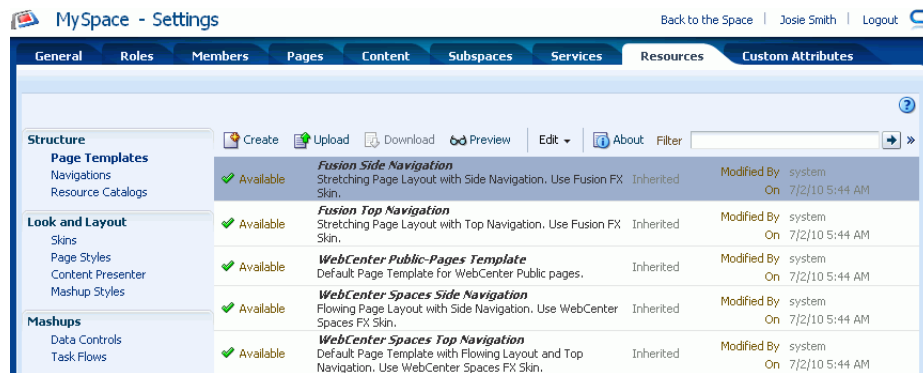 MySpace - Settings
Back to the Space | Josie Smith | Logout
General Roles Members Pages Content Subspaces Services Resources Custom Attributes
Structure
Page Templates
Navigations
Resource Catalogs
Look and Layout
Skins
Page Styles
Content Presenter
Mashup Styles
Mashups
Data Controls
Task Flows
Create Upload Download Preview Edit About Filter
Available
Fusion Side Navigation
Stretching Page Layout with Side Navigation. Use Fusion FX
Skin.
Inherited
Modified By system
On 7/2/10 5:44 AM
Available
Fusion Top Navigation
Stretching Page Layout with Top Navigation. Use Fusion FX
Skin.
Inherited
Modified By system
On 7/2/10 5:44 AM
Available
WebCenter Public-Pages Template
Default Page Template for WebCenter Public pages.
Inherited
Modified By system
On 7/2/10 5:44 AM
Available
WebCenter Spaces Side Navigation
Flowing Page Layout with Side Navigation. Use WebCenter
Spaces FX Skin.
Inherited
Modified By system
On 7/2/10 5:44 AM
Available
WebCenter Spaces Top Navigation
Default Page Template with Flowing Layout and Top
Navigation. Use WebCenter Spaces FX Skin.
Inherited
Modified By system
On 7/2/10 5:44 AM